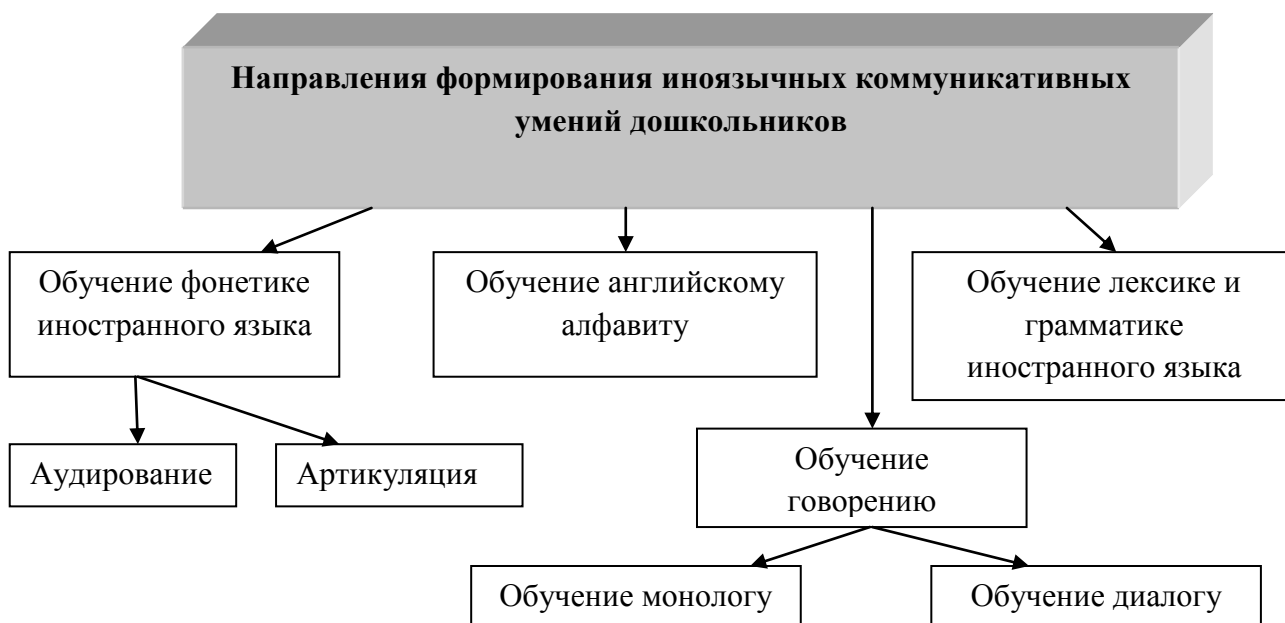 Направления формирования иноязычных коммуникативных
умений дошкольников
Обучение фонетике
иностранного языка
Обучение английскому
алфавиту
Обучение лексике и
грамматике
иностранного языка
Аудирование
Артикуляция
Обучение
говорению
Обучение монологу
Обучение диалогу